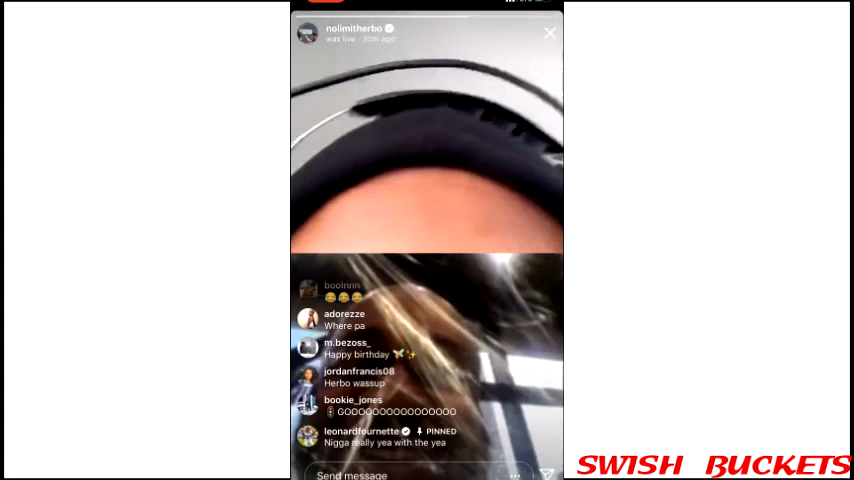 nolimitherbo
was live · 30m ago
boolnnn
😂😂😂
adorezze
Where pa
m.bezoss_
Happy birthday 🦋✨
jordanfrancis08
Herbo wassup
bookie_jones
🚦 GOOOOOOOOOOOOOOOO
leonardfournette PINNED
Nigga really yea with the yea
Send message
SWISH BUCKETS